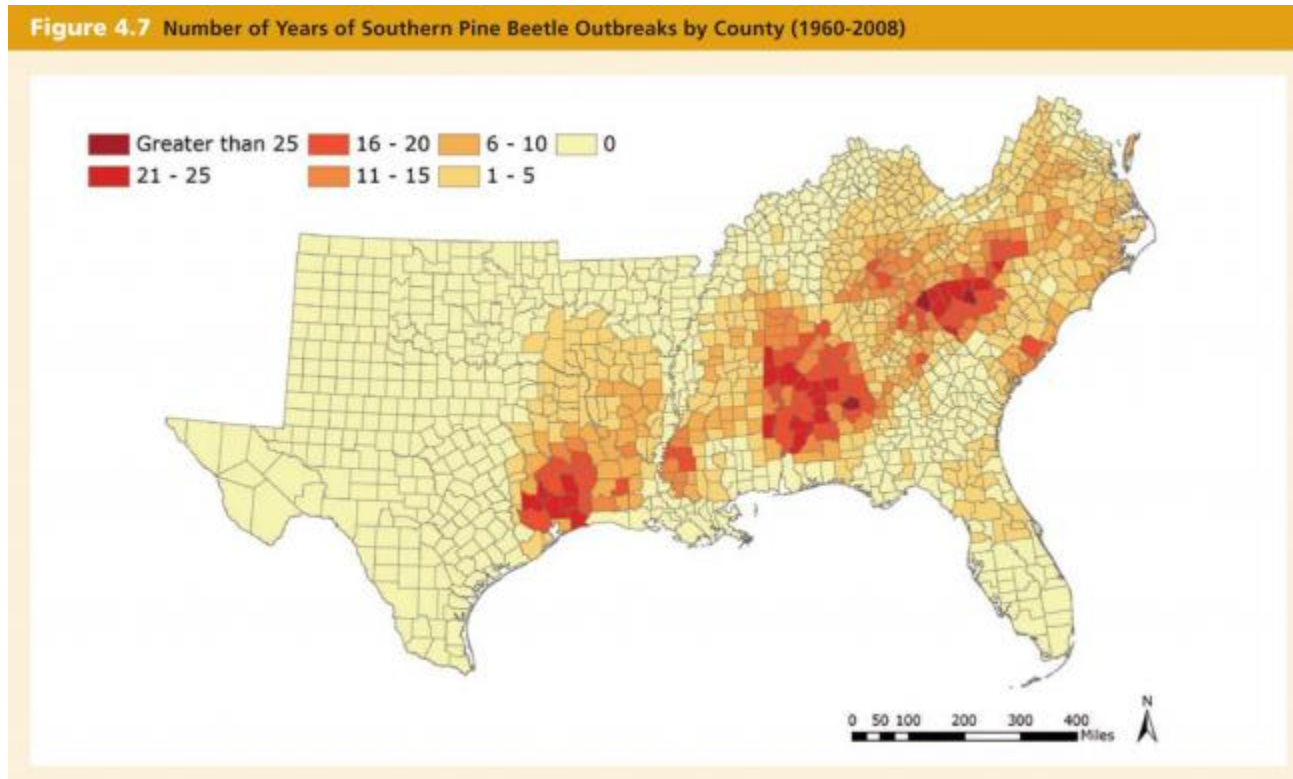 Figure 4.7 Number of Years of Southern Pine Beetle Outbreaks by County (1960-2008)
Greater than 25 16 - 20 6 - 10 0
21 - 25 11 - 15 1 - 5
N
0 50 100 200 300 400
Miles